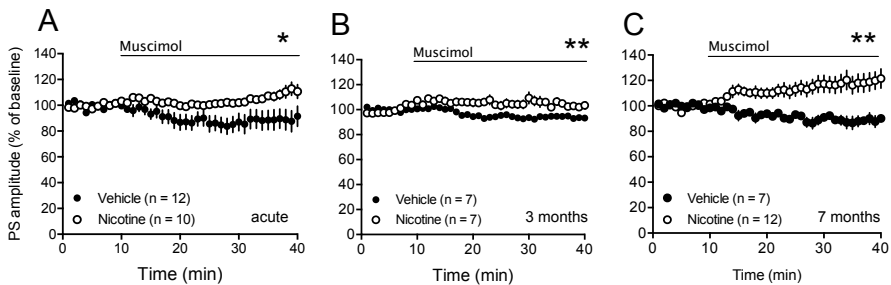 A
B
C
Muscimol
*
Muscimol
**
Muscimol
**
PS amplitude (% of baseline)
140
120
100
80
60
40
20
0
140
120
100
80
60
40
20
0
140
120
100
80
60
40
20
0
Vehicle (n = 12)
Nicotine (n = 10)
acute
Vehicle (n = 7)
Nicotine (n = 7)
3 months
Vehicle (n = 7)
Nicotine (n = 12)
7 months
0 10 20 30 40
0 10 20 30 40
0 10 20 30 40
Time (min)
Time (min)
Time (min)